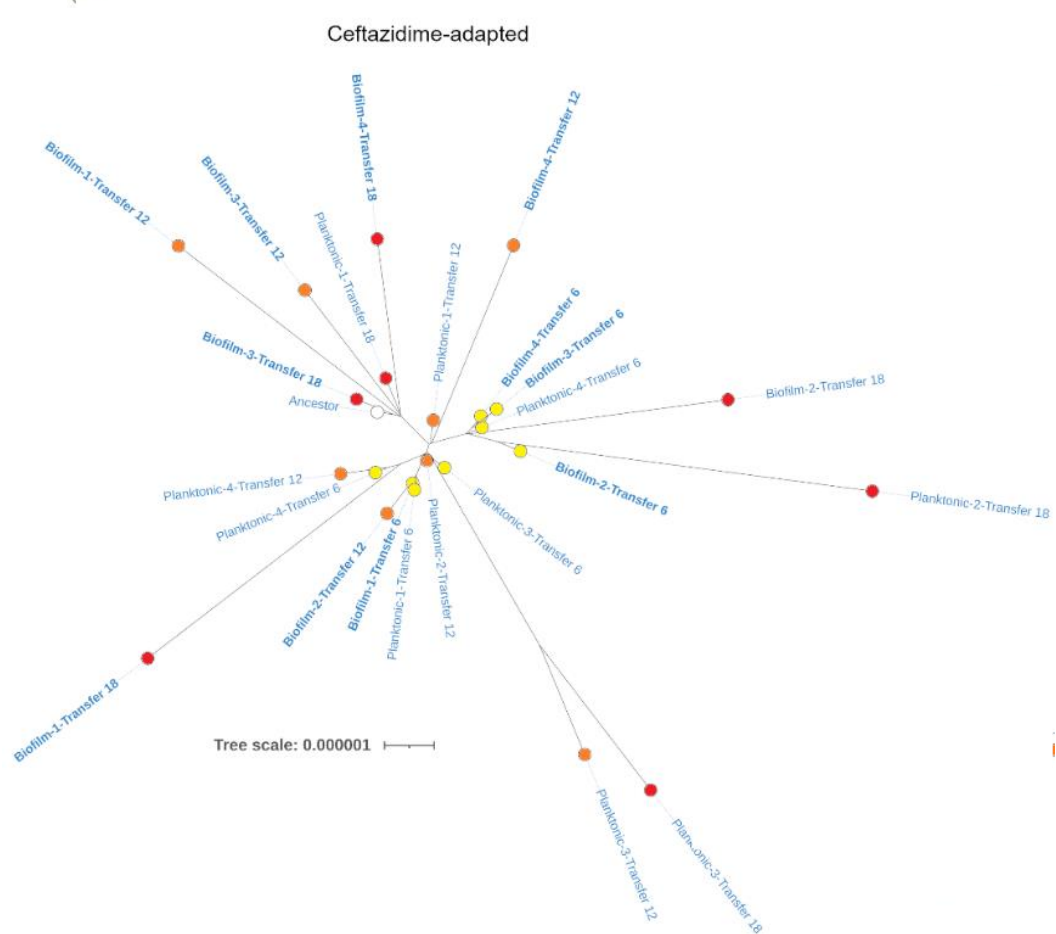 Ceftazidime-adapted
Biofilm-4-Transfer 18
Biofilm-4-Transfer 12
Biofilm-1-Transfer 12
Biofilm-3-Transfer 12
Planktonic-1-Transfer 18
Planktonic-1-Transfer 12
Biofilm-4-Transfer 6
Biofilm-3-Transfer 6
Planktonic-4-Transfer 6
Biofilm-3-Transfer 18
Ancestor
Biofilm-2-Transfer 18
Biofilm-2-Transfer 6
Planktonic-2-Transfer 18
Planktonic-4-Transfer 12
Planktonic-4-Transfer 6
Planktonic-3-Transfer 6
Biofilm-2-Transfer 12
Biofilm-1-Transfer 6
Planktonic-1-Transfer 6
Planktonic-2-Transfer 12
Biofilm-1-Transfer 18
Tree scale: 0.000001
Planktonic-3-Transfer 12
Planktonic-3-Transfer 18